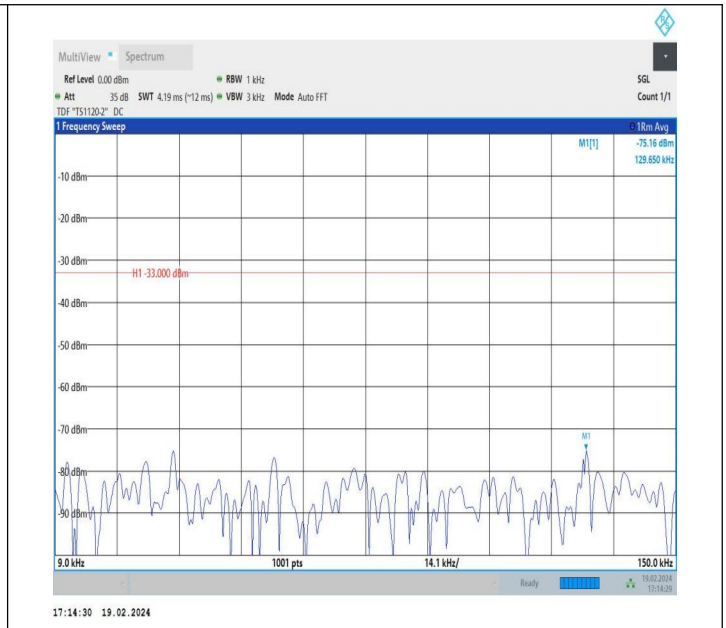 R&S
MultiView Spectrum
Ref Level 0.00 dBm RBW 1 kHz SGL
Att 35 dB SWT 4.19 ms (~12 ms) VBW 3 kHz Mode Auto FFT Count 1/1
TDF "TS1120-2" DC
1 Frequency Sweep 1Rm Avg
M1[1] -75.16 dBm
129.650 kHz
-10 dBm
-20 dBm
-30 dBm
H1 -33.000 dBm
-40 dBm
-50 dBm
-60 dBm
-70 dBm
M1
-80 dBm
-90 dBm
9.0 kHz 1001 pts 14.1 kHz/ 150.0 kHz
Ready 19.02.2024
17:14:29
17:14:30 19.02.2024